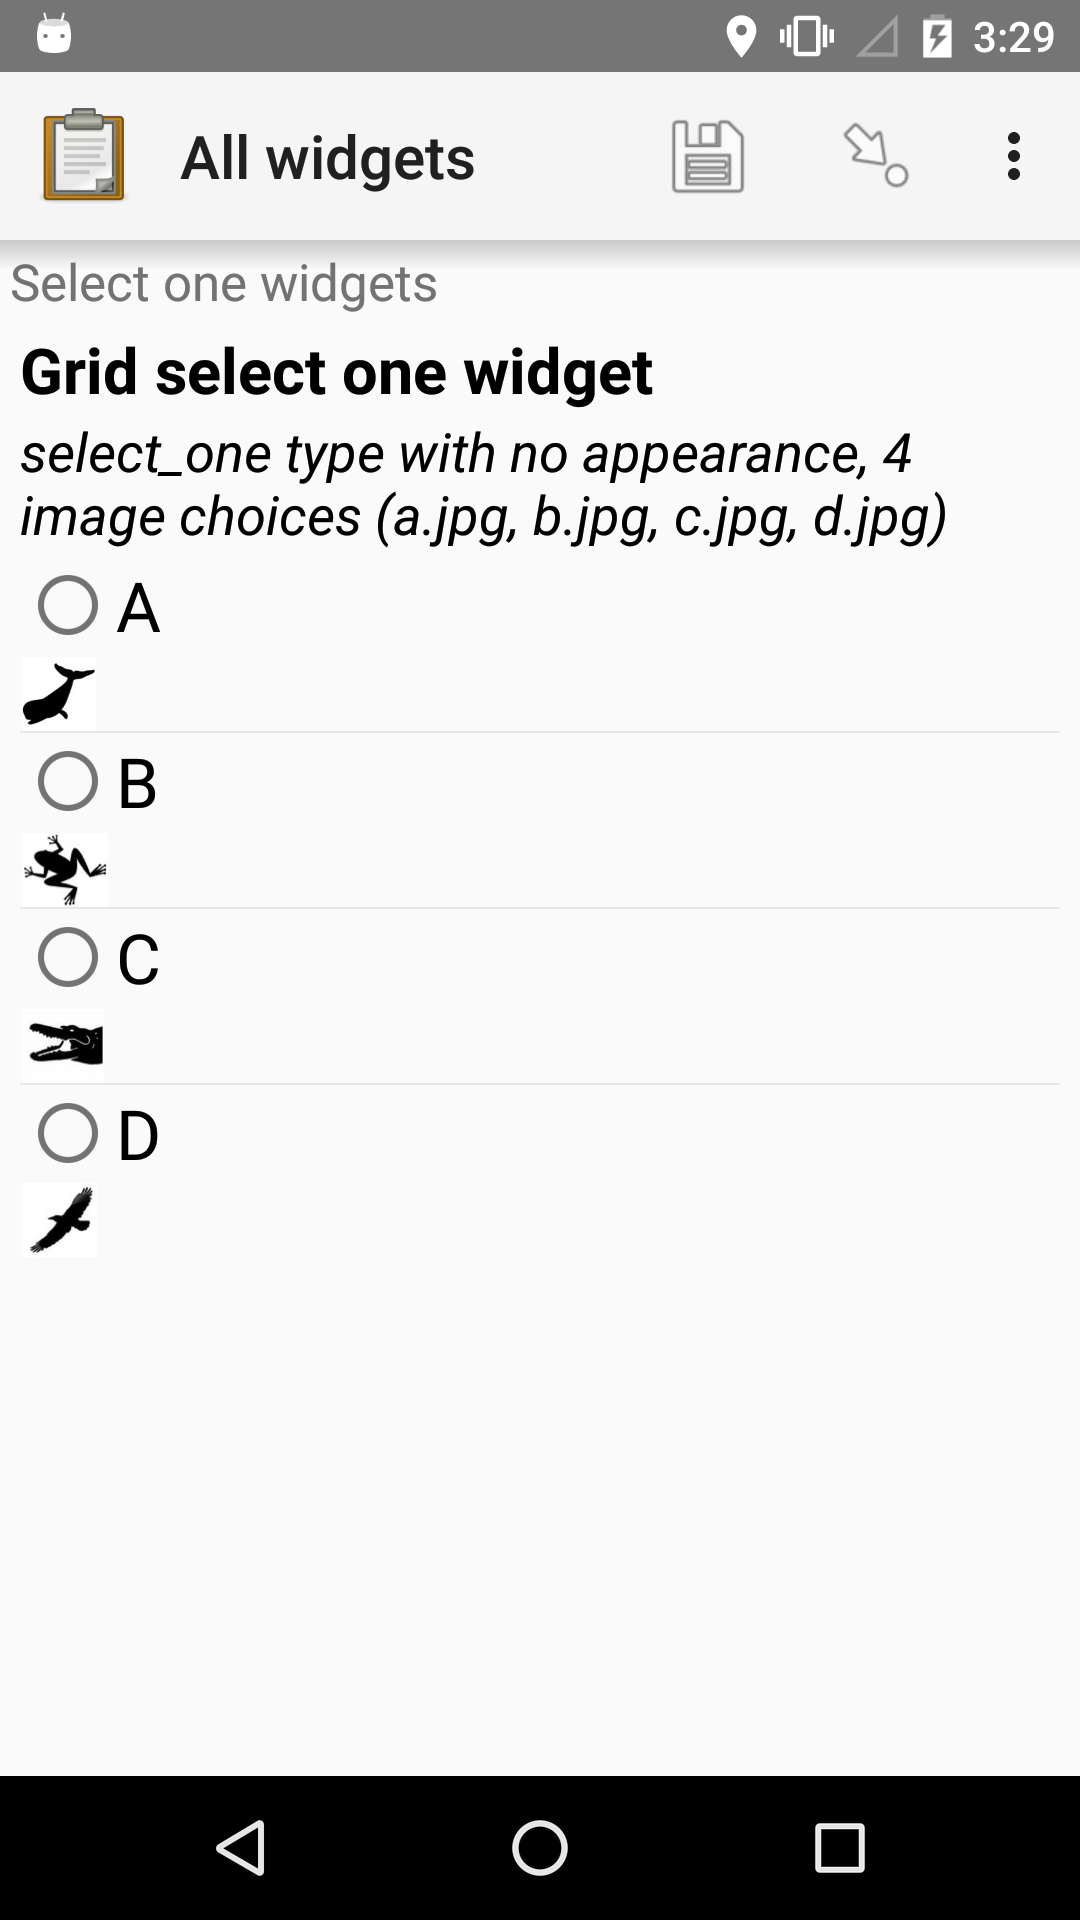 3:29
All widgets
Select one widgets
Grid select one widget
select_one type with no appearance, 4
image choices (a.jpg, b.jpg, c.jpg, d.jpg)
A
B
C
D